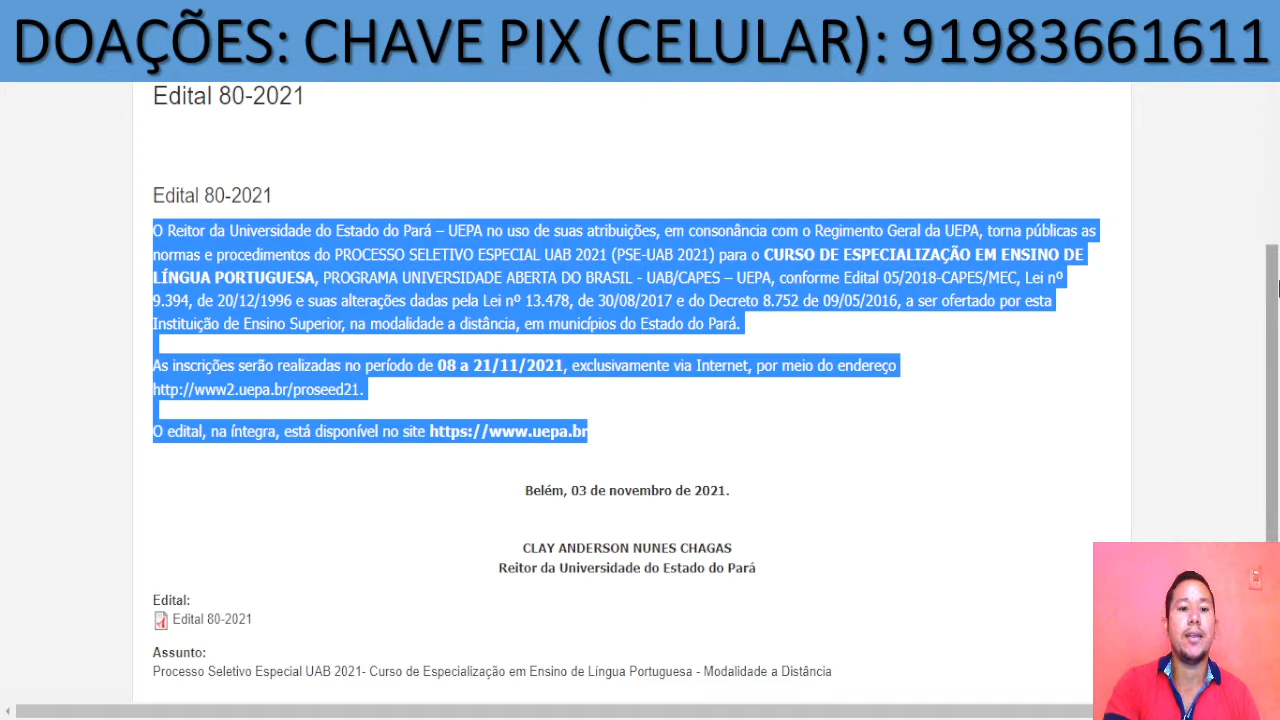 DOAÇÕES: CHAVE PIX (CELULAR): 91983661611
Edital 80-2021
Edital 80-2021
O Reitor da Universidade do Estado do Pará – UEPA no uso de suas atribuições, em consonância com o Regimento Geral da UEPA, torna públicas as
normas e procedimentos do PROCESSO SELETIVO ESPECIAL UAB 2021 (PSE-UAB 2021) para o CURSO DE ESPECIALIZAÇÃO EM ENSINO DE
LÍNGUA PORTUGUESA, PROGRAMA UNIVERSIDADE ABERTA DO BRASIL - UAB/CAPES – UEPA, conforme Edital 05/2018-CAPES/MEC, Lei nº
9.394, de 20/12/1996 e suas alterações dadas pela Lei nº 13.478, de 30/08/2017 e do Decreto 8.752 de 09/05/2016, a ser ofertado por esta
Instituição de Ensino Superior, na modalidade a distância, em municípios do Estado do Pará.
As inscrições serão realizadas no período de 08 a 21/11/2021, exclusivamente via Internet, por meio do endereço
http://www2.uepa.br/proseed21.
O edital, na íntegra, está disponível no site https://www.uepa.br
Belém, 03 de novembro de 2021.
CLAY ANDERSON NUNES CHAGAS
Reitor da Universidade do Estado do Pará
Edital:
Edital 80-2021
Assunto:
Processo Seletivo Especial UAB 2021- Curso de Especialização em Ensino de Língua Portuguesa - Modalidade a Distância